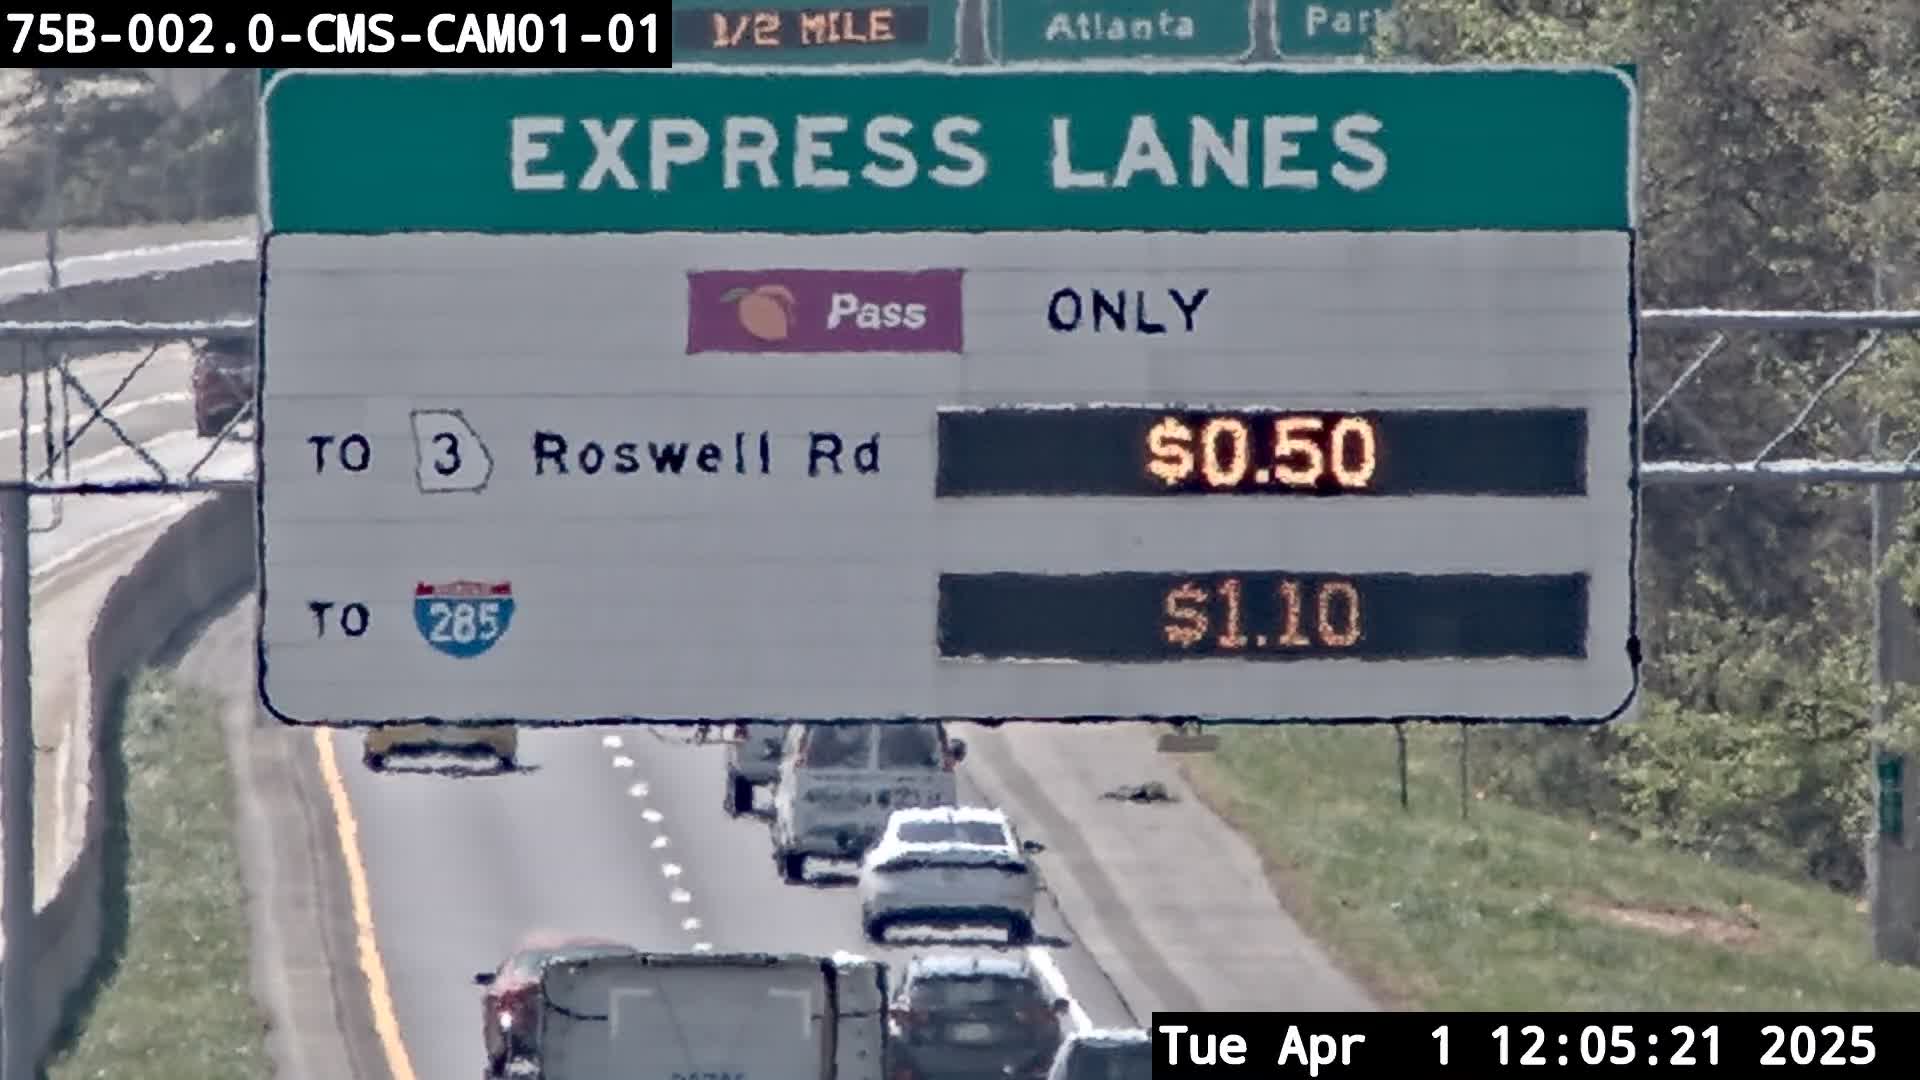 75B-002.0-CMS-CAM01-01
1/2 MILE
Atlanta
Park
EXPRESS LANES
Pass ONLY
TO 3 Roswell Rd $0.50
TO 285 $1.10
Tue Apr 1 12:05:21 2025